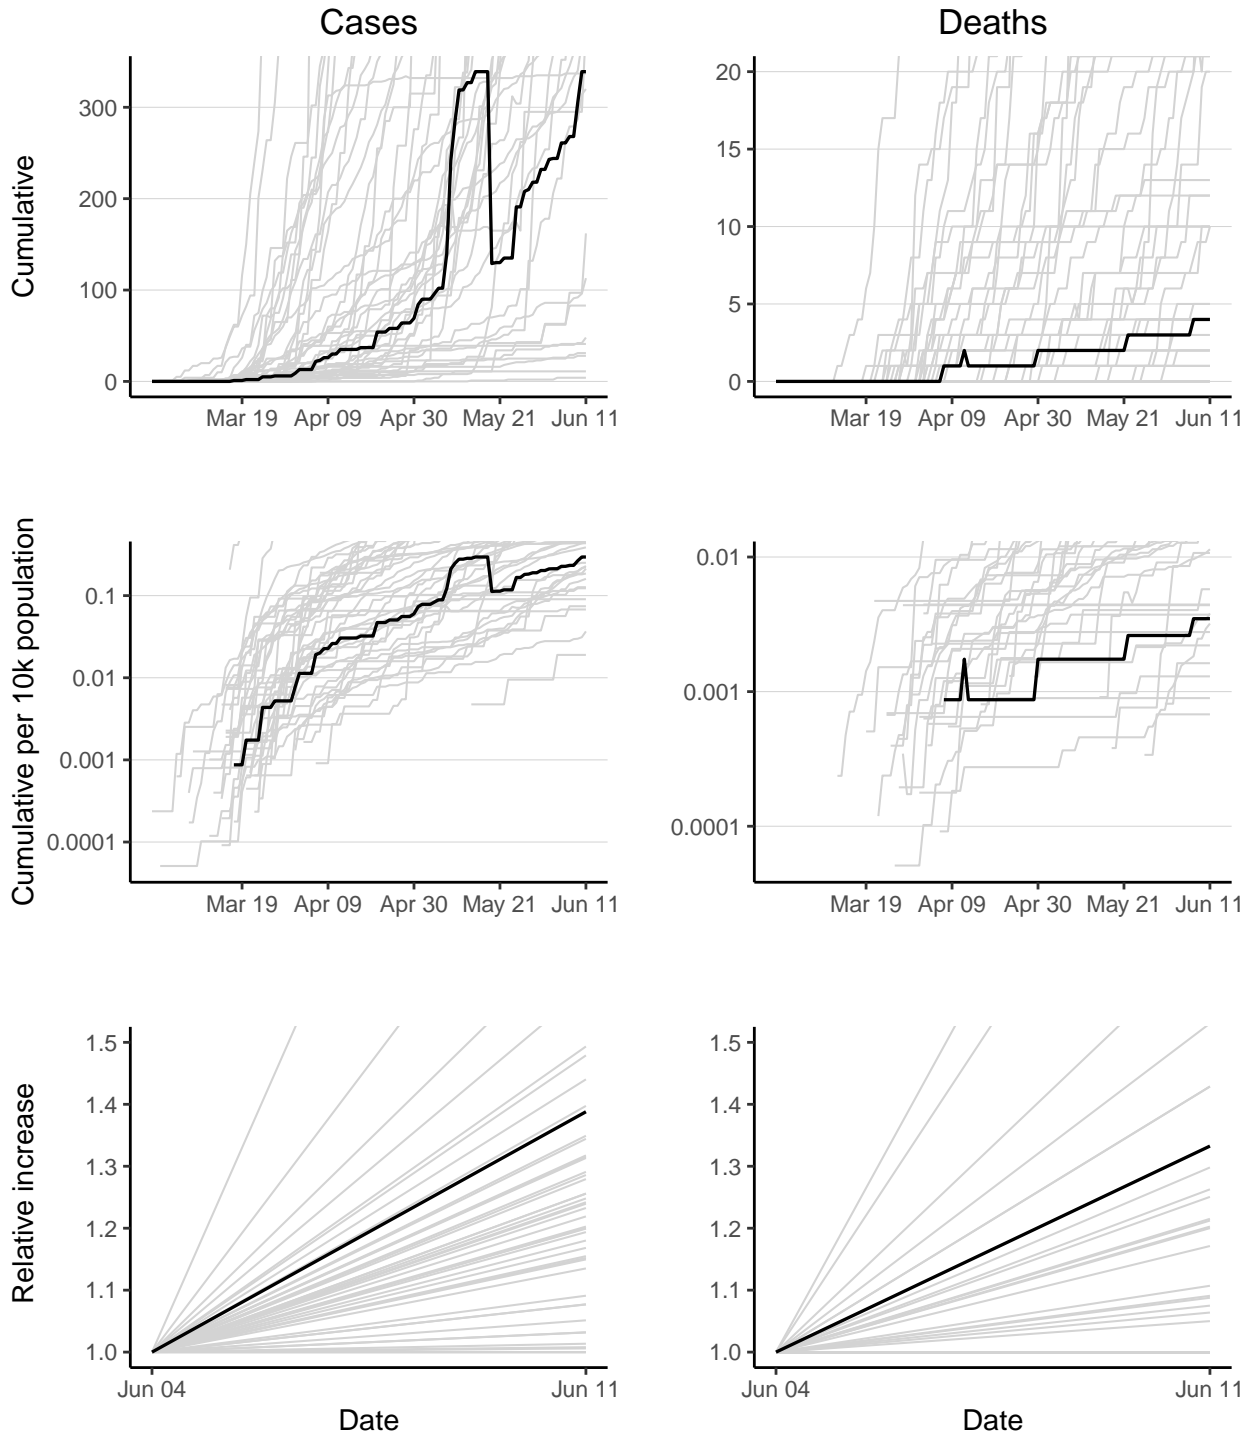 Cases
Deaths
Cumulative
300
200
100
0
Mar 19 Apr 09 Apr 30 May 21 Jun 11
20
15
10
5
0
Mar 19 Apr 09 Apr 30 May 21 Jun 11
Cumulative per 10k population
0.1
0.01
0.001
0.0001
Mar 19 Apr 09 Apr 30 May 21 Jun 11
0.01
0.001
0.0001
Mar 19 Apr 09 Apr 30 May 21 Jun 11
Relative increase
1.5
1.4
1.3
1.2
1.1
1.0
Jun 04 Jun 11
Date
1.5
1.4
1.3
1.2
1.1
1.0
Jun 04 Jun 11
Date